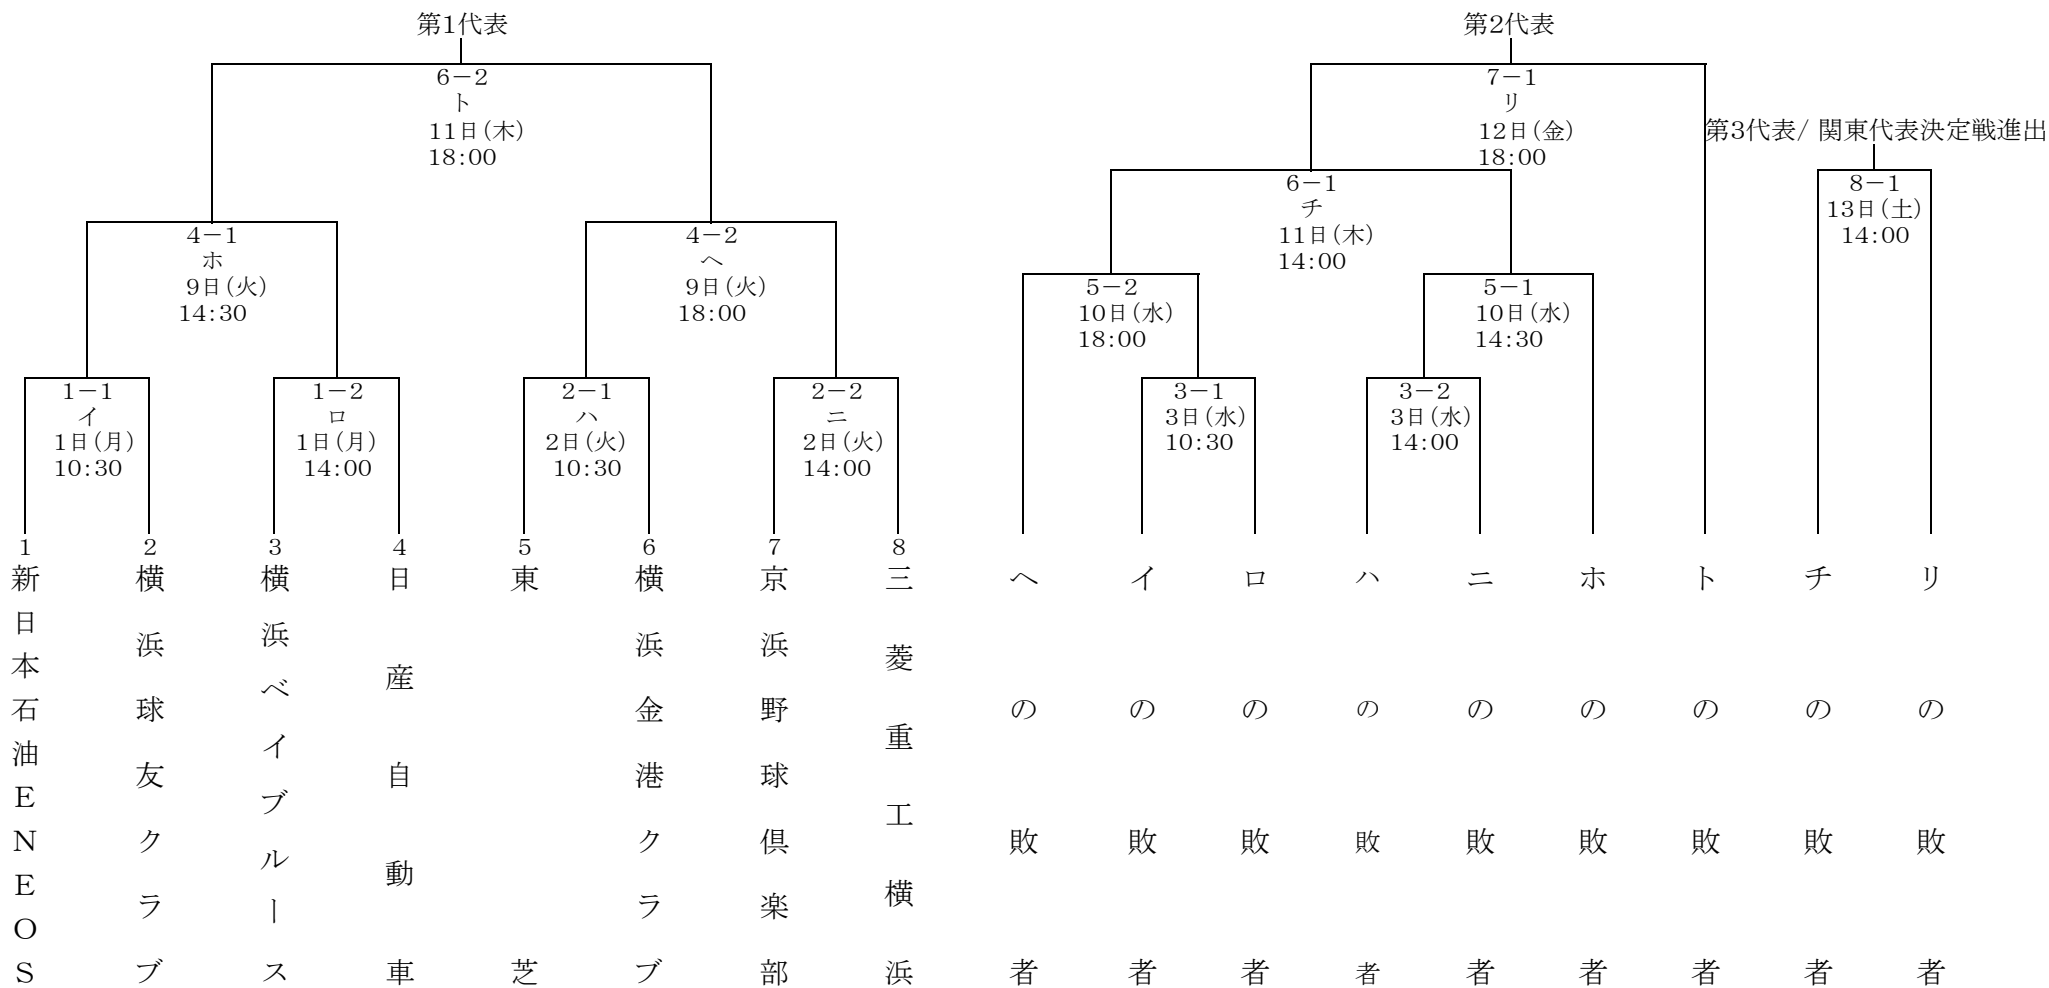 第1代表
6－2
ト
11日(木)
18:00
4－1
ホ
9日(火)
14:30
4－2
ヘ
9日(火)
18:00
1－1
イ
1日(月)
10:30
1－2
ロ
1日(月)
14:00
2－1
ハ
2日(火)
10:30
2－2
ニ
2日(火)
14:00
1
新日本石油ENEOS
2
横浜球友クラブ
3
横浜ベイブルース
4
日産自動車
5
東芝
6
横浜金港クラブ
7
京浜野球倶楽部
8
三菱重工横浜
第2代表
7－1
リ
12日(金)
18:00
6－1
チ
11日(木)
14:00
5－2
10日(水)
18:00
5－1
10日(水)
14:30
3－1
3日(水)
10:30
3－2
3日(水)
14:00
第3代表/ 関東代表決定戦進出
8－1
13日(土)
14:00
ヘの敗者
イの敗者
ロの敗者
ハの敗者
ニの敗者
ホの敗者
トの敗者
チの敗者
リの敗者